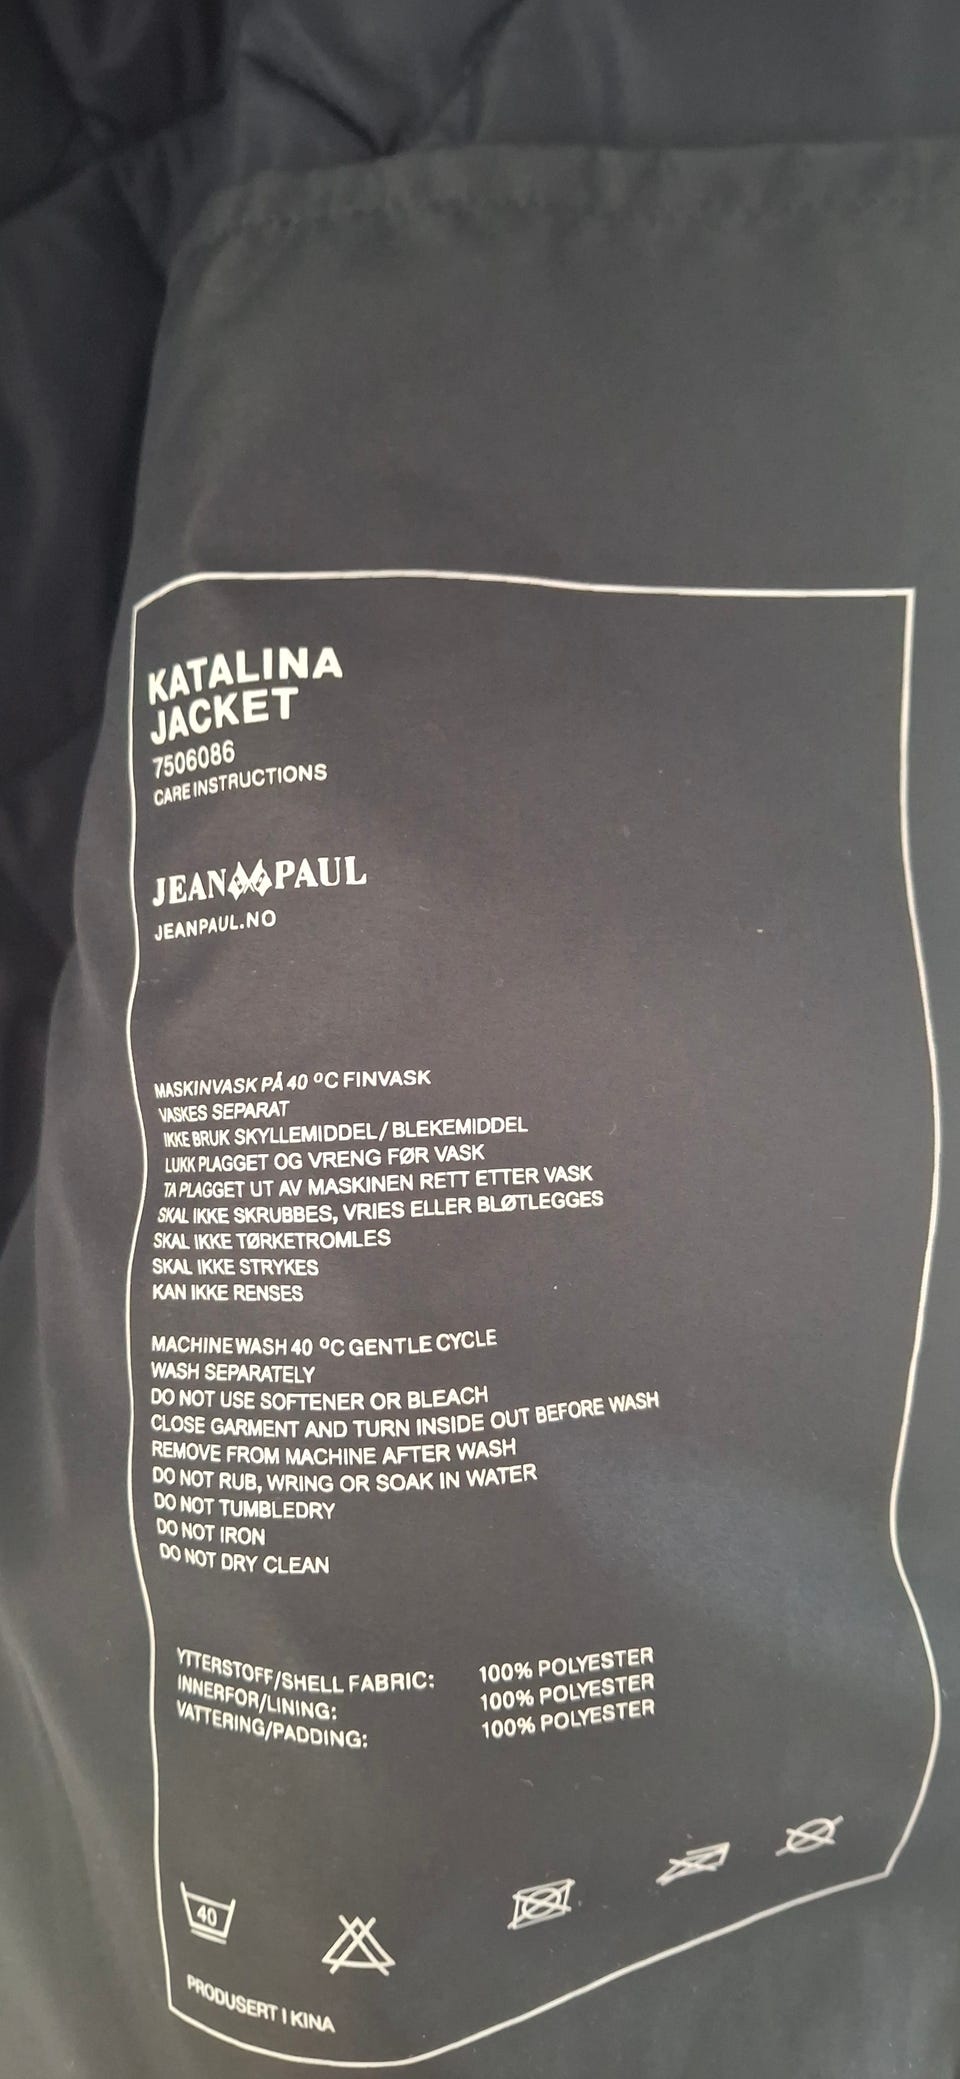 KATALINA
JACKET
7506086
CARE INSTRUCTIONS
JEAN PAUL
JEANPAUL.NO
MASKINVASK PÅ 40 ºC FINVASK
VASKES SEPARAT
IKKE BRUK SKYLLEMIDDEL/BLEKEMIDDEL
LUKK PLAGGET OG VRENG FØR VASK
TA PLAGGET UT AV MASKINEN RETT ETTER VASK
SKAL IKKE SKRUBBES, VRIES ELLER BLØTLEGGES
SKAL IKKE TØRKETROMLES
SKAL IKKE STRYKES
KAN IKKE RENSES
MACHINE WASH 40 ºC GENTLE CYCLE
WASH SEPARATELY
DO NOT USE SOFTENER OR BLEACH
CLOSE GARMENT AND TURN INSIDE OUT BEFORE WASH
REMOVE FROM MACHINE AFTER WASH
DO NOT RUB, WRING OR SOAK IN WATER
DO NOT TUMBLEDRY
DO NOT IRON
DO NOT DRY CLEAN
YTTERSTOFF/SHELL FABRIC: 100% POLYESTER
INNERFOR/LINING: 100% POLYESTER
VATTERING/PADDING: 100% POLYESTER
40
PRODUSERT I KINA